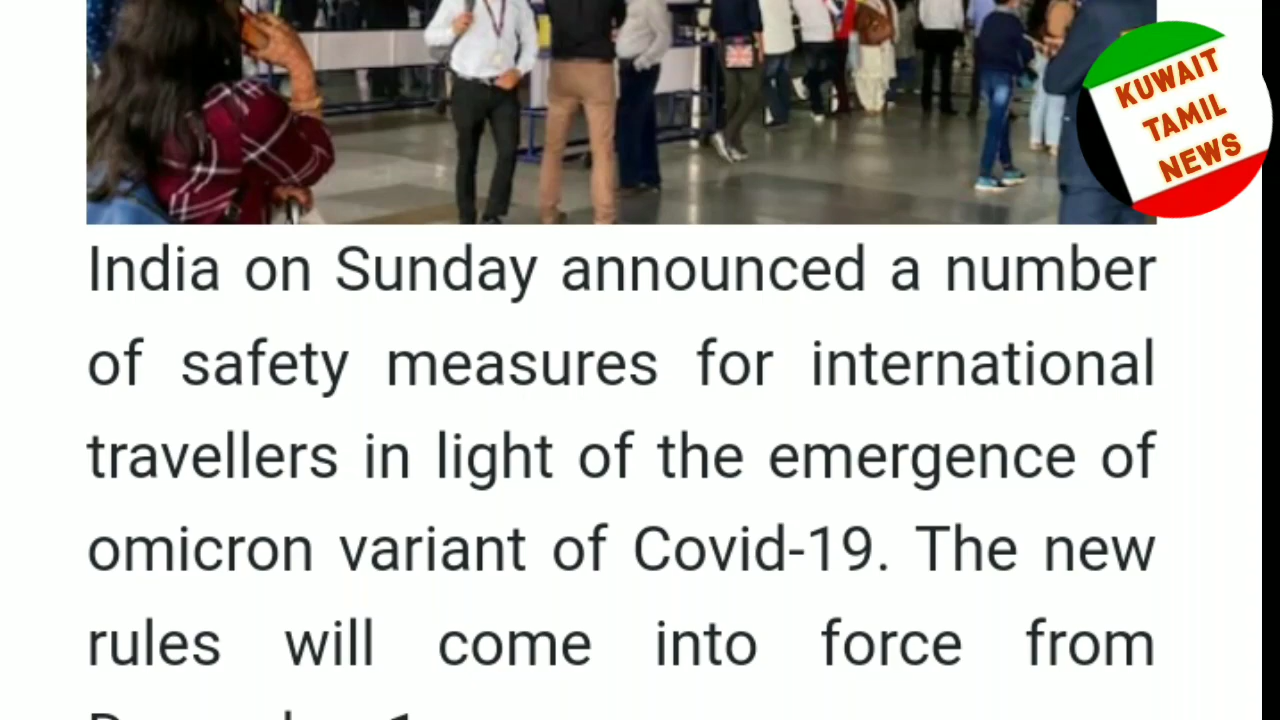 KUWAIT
TAMIL
NEWS
India on Sunday announced a number
of safety measures for international
travellers in light of the emergence of
omicron variant of Covid-19. The new
rules will come into force from